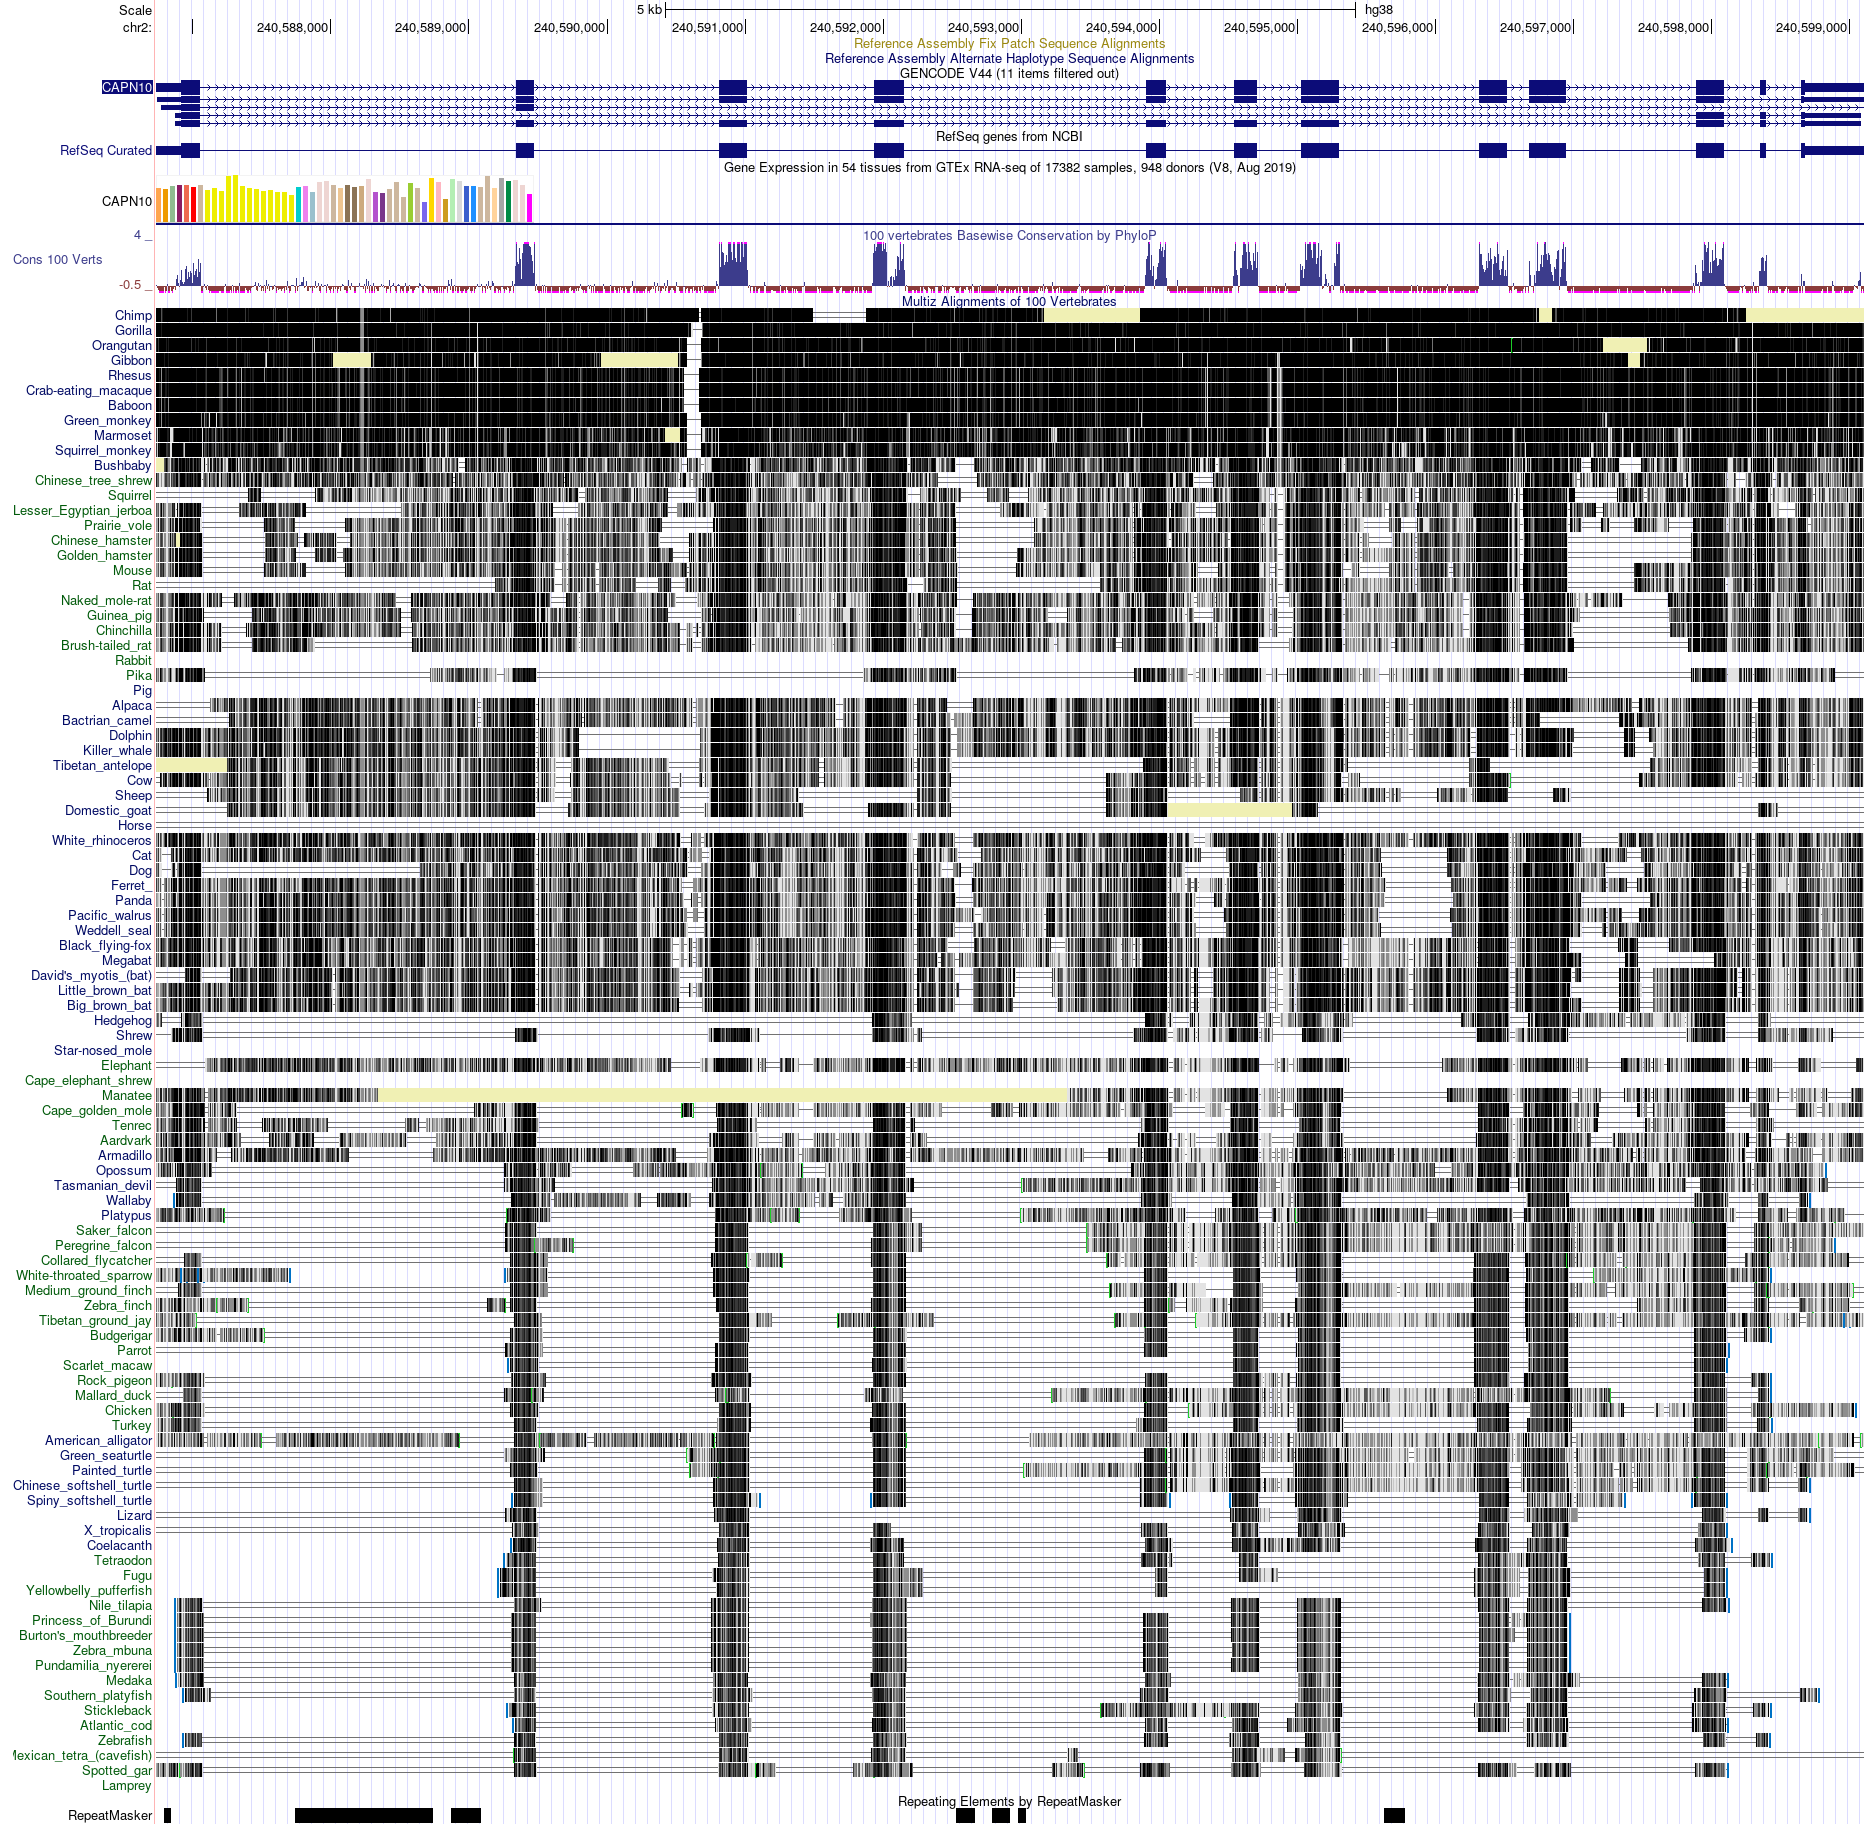 Scale 5 kb hg38
chr2: 240,588,000 240,589,000 240,590,000 240,591,000 240,592,000 240,593,000 240,594,000 240,595,000 240,596,000 240,597,000 240,598,000 240,599,000
Reference Assembly Fix Patch Sequence Alignments
Reference Assembly Alternate Haplotype Sequence Alignments
GENCODE V44 (11 items filtered out)
CAPN10
RefSeq genes from NCBI
RefSeq Curated
Gene Expression in 54 tissues from GTEx RNA-seq of 17382 samples, 948 donors (V8, Aug 2019)
CAPN10
4 _ 100 vertebrates Basewise Conservation by PhyloP
Cons 100 Verts
-0.5 _
Multiz Alignments of 100 Vertebrates
Chimp
Gorilla
Orangutan
Gibbon
Rhesus
Crab-eating_macaque
Baboon
Green_monkey
Marmoset
Squirrel_monkey
Bushbaby
Chinese_tree_shrew
Squirrel
Lesser_Egyptian_jerboa
Prairie_vole
Chinese_hamster
Golden_hamster
Mouse
Rat
Naked_mole-rat
Guinea_pig
Chinchilla
Brush-tailed_rat
Rabbit
Pika
Pig
Alpaca
Bactrian_camel
Dolphin
Killer_whale
Tibetan_antelope
Cow
Sheep
Domestic_goat
Horse
White_rhinoceros
Cat
Dog
Ferret_
Panda
Pacific_walrus
Weddell_seal
Black_flying-fox
Megabat
David's_myotis_(bat)
Little_brown_bat
Big_brown_bat
Hedgehog
Shrew
Star-nosed_mole
Elephant
Cape_elephant_shrew
Manatee
Cape_golden_mole
Tenrec
Aardvark
Armadillo
Opossum
Tasmanian_devil
Wallaby
Platypus
Saker_falcon
Peregrine_falcon
Collared_flycatcher
White-throated_sparrow
Medium_ground_finch
Zebra_finch
Tibetan_ground_jay
Budgerigar
Parrot
Scarlet_macaw
Rock_pigeon
Mallard_duck
Chicken
Turkey
American_alligator
Green_seaturtle
Painted_turtle
Chinese_softshell_turtle
Spiny_softshell_turtle
Lizard
X_tropicalis
Coelacanth
Tetraodon
Fugu
Yellowbelly_pufferfish
Nile_tilapia
Princess_of_Burundi
Burton's_mouthbreeder
Zebra_mbuna
Pundamilia_nyererei
Medaka
Southern_platyfish
Stickleback
Atlantic_cod
Zebrafish
Mexican_tetra_(cavefish)
Spotted_gar
Lamprey
Repeating Elements by RepeatMasker
RepeatMasker